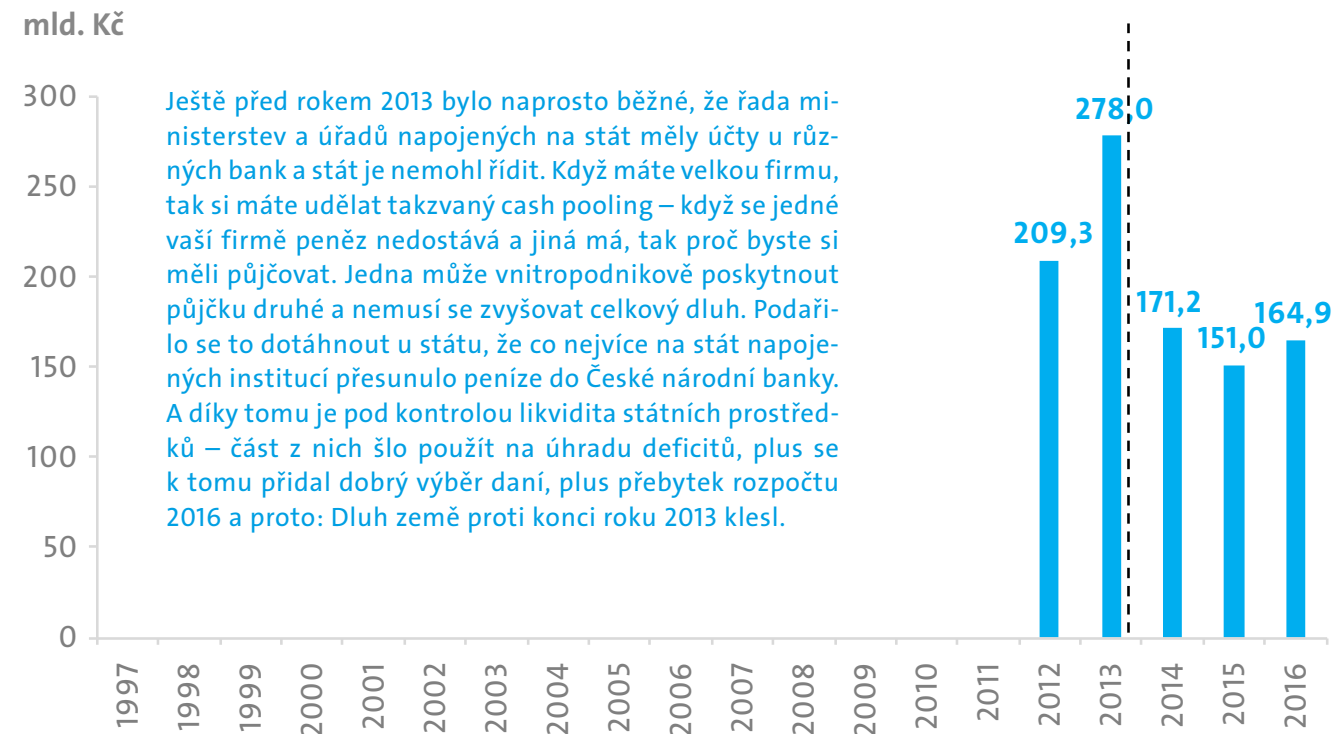 mld. Kč
300
250
200
150
100
50
0
Ještě před rokem 2013 bylo naprosto běžné, že řada mi-
nisterstev a úřadů napojených na stát měly účty u růz-
ných bank a stát je nemohl řídit. Když máte velkou firmu,
tak si máte udělat takzvaný cash pooling – když se jedné
vaší firmě peněz nedostává a jiná má, tak proč byste si
měli půjčovat. Jedna může vnitropodnikově poskytnout
půjčku druhé a nemusí se zvyšovat celkový dluh. Podaři-
lo se to dotáhnout u státu, že co nejvíce na stát napoje-
ných institucí přesunulo peníze do České národní banky.
A díky tomu je pod kontrolou likvidita státních prostřed-
ků – část z nich šlo použít na úhradu deficitů, plus se
k tomu přidal dobrý výběr daní, plus přebytek rozpočtu
2016 a proto: Dluh země proti konci roku 2013 klesl.
209,3
278,0
171,2
151,0
164,9
1997
1998
1999
2000
2001
2002
2003
2004
2005
2006
2007
2008
2009
2010
2011
2012
2013
2014
2015
2016